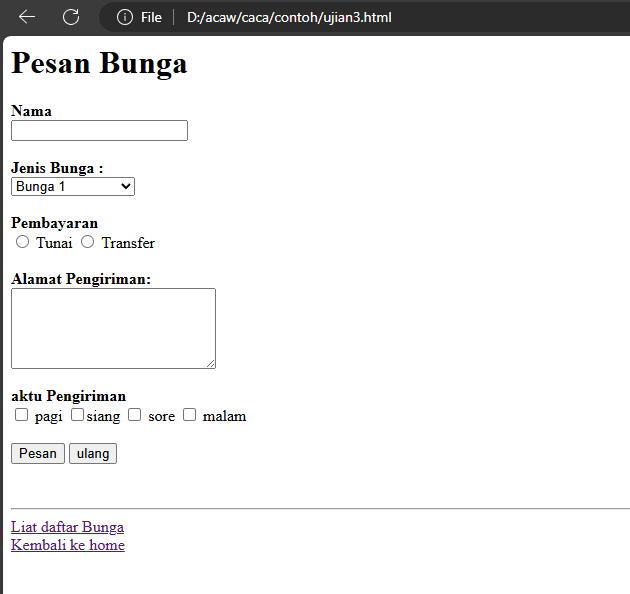 File D:/acaw/caca/contoh/ujian3.html
Pesan Bunga
Nama
Jenis Bunga :
Bunga 1
Pembayaran
Tunai Transfer
Alamat Pengiriman:
aktu Pengiriman
pagi siang sore malam
Pesan ulang
Liat daftar Bunga
Kembali ke home